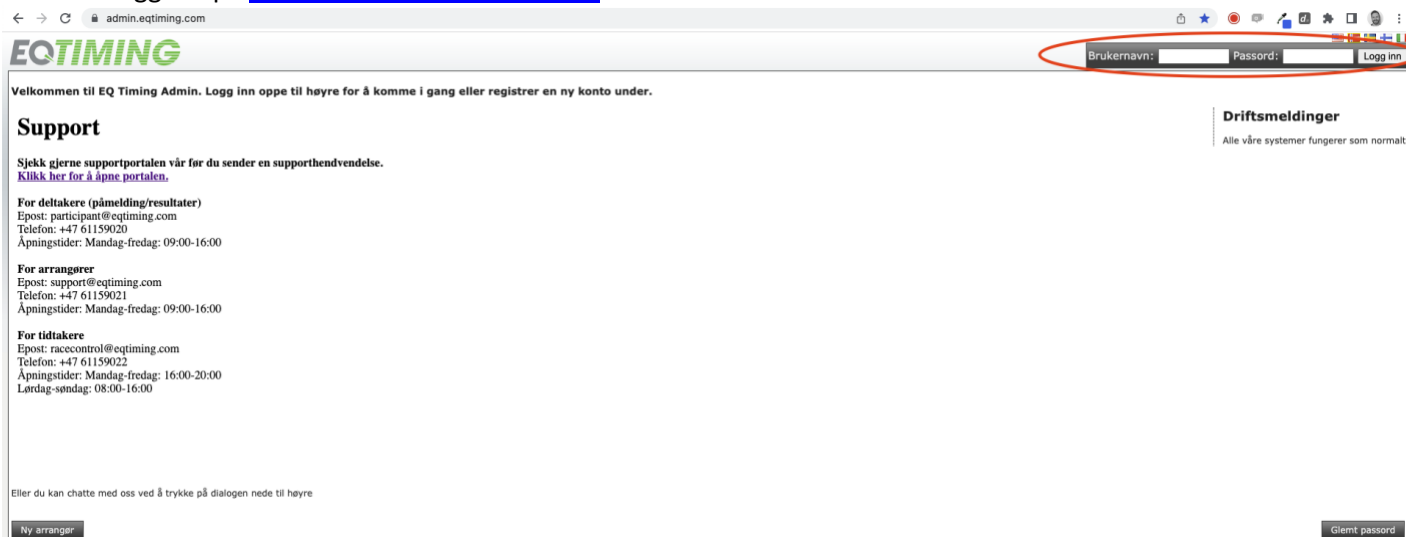 admin.eqtiming.com
EQTIMING
Brukernavn: Passord: Logg inn
Velkommen til EQ Timing Admin. Logg inn oppe til høyre for å komme i gang eller registrer en ny konto under.
Support
Driftsmeldinger
Alle våre systemer fungerer som normalt
Sjekk gjerne supportportalen vår før du sender en supporthendvendelse.
Klikk her for å åpne portalen.
For deltakere (påmelding/resultater)
Epost: participant@eqtiming.com
Telefon: +47 61159020
Åpningstider: Mandag-fredag: 09:00-16:00
For arrangører
Epost: support@eqtiming.com
Telefon: +47 61159021
Åpningstider: Mandag-fredag: 09:00-16:00
For tidtakere
Epost: racecontrol@eqtiming.com
Telefon: +47 61159022
Åpningstider: Mandag-fredag: 16:00-20:00
Lørdag-søndag: 08:00-16:00
Eller du kan chatte med oss ved å trykke på dialogen nede til høyre
Ny arrangør
Glemt passord